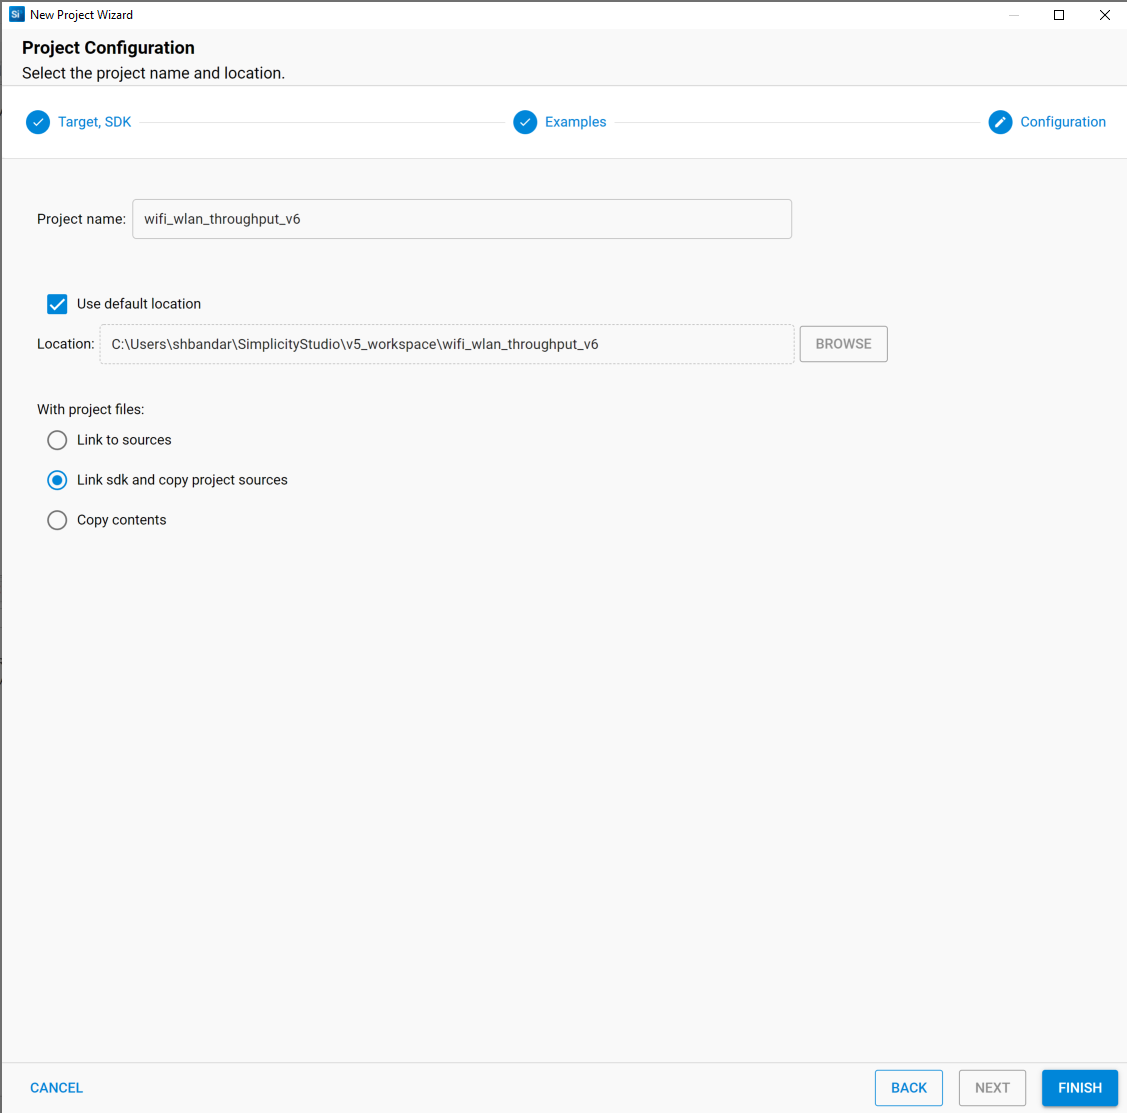 Si New Project Wizard
Project Configuration
Select the project name and location.
Target, SDK Examples Configuration
Project name: wifi_wlan_throughput_v6
Use default location
Location: C:\Users\shbandar\SimplicityStudio\v5_workspace\wifi_wlan_throughput_v6 BROWSE
With project files:
Link to sources
Link sdk and copy project sources
Copy contents
CANCEL BACK NEXT FINISH